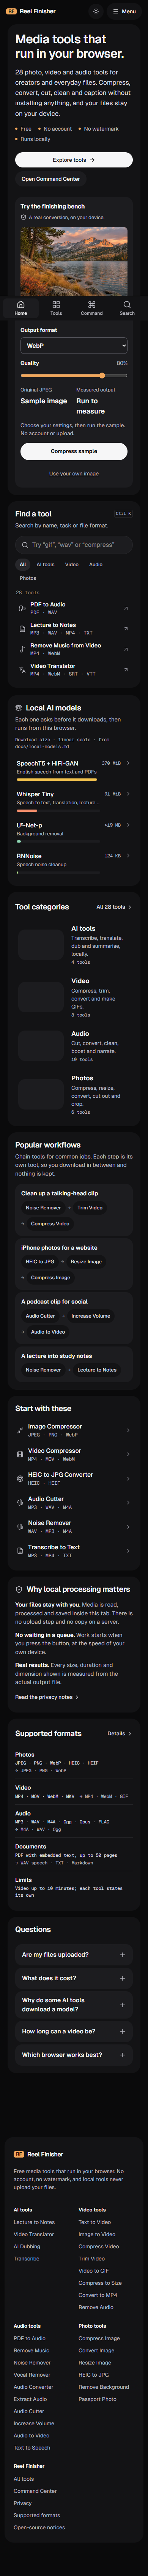 RF Reel Finisher
Menu
Media tools that
run in your browser.
28 photo, video and audio tools for
creators and everyday files. Compress,
convert, cut, clean and caption without
installing anything, and your files stay
on your device.
Free
No account
No watermark
Runs locally
Explore tools →
Open Command Center
Try the finishing bench
A real conversion, on your device.
Home
Tools
Command
Search
Output format
WebP
Quality
80%
Original JPEG
Measured output
Sample image
Run to
measure
Choose your settings, then run the sample.
No account or upload.
Compress sample
Use your own image
Find a tool
Ctrl K
Search by name, task or file format.
Try “gif”, “wav” or “compress”
All
AI tools
Video
Audio
Photos
28 tools
PDF to Audio
PDF → WAV
Lecture to Notes
MP3 · WAV · MP4 → TXT
Remove Music from Video
MP4 · WebM
Video Translator
MP4 · WebM → SRT · VTT
Local AI models
Each one asks before it downloads, then
runs from this browser.
Download size · linear scale · from
docs/local-models.md
SpeechT5 + HiFi-GAN
370 MiB
English speech from text and PDFs
Whisper Tiny
Speech to text, translation, lecture …
U²-Net-p
Background removal
RNNoise
124 KB
Speech noise cleanup
Tool categories
All 28 tools
AI tools
Transcribe, translate,
dub and summarise,
locally.
4 tools
Video
Compress, trim,
convert and make
GIFs.
8 tools
Audio
Cut, convert, clean,
boost and narrate.
10 tools
Photos
Compress, resize,
convert, cut out and
crop.
6 tools
Popular workflows
Chain tools for common jobs. Each step is its
own tool, so you download in between and
nothing is kept.
Clean up a talking-head clip
Noise Remover → Trim Video
→ Compress Video
iPhone photos for a website
HEIC to JPG → Resize Image
→ Compress Image
A podcast clip for social
Audio Cutter → Increase Volume
→ Audio to Video
A lecture into study notes
Noise Remover → Lecture to Notes
Start with these
Image Compressor
JPEG · PNG · WebP
Video Compressor
MP4 · MOV · WebM
HEIC to JPG Converter
HEIC · HEIF
Audio Cutter
MP3 · WAV · M4A
Noise Remover
WAV · MP3 · M4A
Transcribe to Text
MP3 · MP4 → TXT
Why local processing matters
Your files stay with you. Media is read,
processed and saved inside this tab. There is
no upload step and no copy on a server.
No waiting in a queue. Work starts when
you press the button, at the speed of your
own device.
Real results. Every size, duration and
dimension shown is measured from the
actual output file.
Read the privacy notes
Supported formats
Details
Photos
JPEG · PNG · WebP · HEIC · HEIF
→ JPEG · PNG · WebP
Video
MP4 · MOV · WebM · MKV → MP4 · WebM · GIF
Audio
MP3 · WAV · M4A · Ogg · Opus · FLAC
→ M4A · WAV · Ogg
Documents
PDF with embedded text, up to 50 pages
→ WAV speech · TXT · Markdown
Limits
Video up to 10 minutes; each tool states
its own
Questions
Are my files uploaded?
What does it cost?
Why do some AI tools
download a model?
How long can a video be?
Which browser works best?
RF Reel Finisher
Free media tools that run in your browser. No
account, no watermark, and local tools never
upload your files.
AI tools
Lecture to Notes
Video Translator
AI Dubbing
Transcribe
Video tools
Text to Video
Image to Video
Compress Video
Trim Video
Video to GIF
Compress to Size
Convert to MP4
Remove Audio
Audio tools
PDF to Audio
Remove Music
Noise Remover
Vocal Remover
Audio Converter
Extract Audio
Audio Cutter
Increase Volume
Audio to Video
Text to Speech
Photo tools
Compress Image
Convert Image
Resize Image
HEIC to JPG
Remove Background
Passport Photo
Reel Finisher
All tools
Command Center
Privacy
Supported formats
Open-source notices